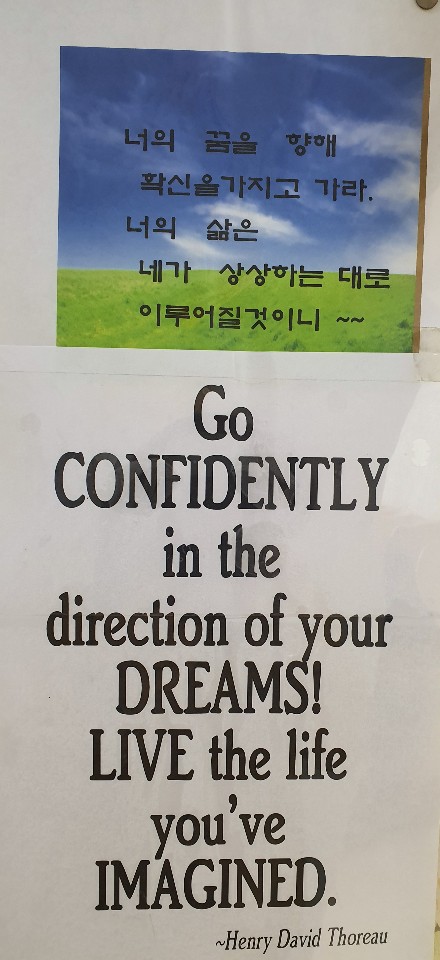 너의 꿈을 향해
확신을가지고 가라.
너의 삶은
네가 상상하는 대로
이루어질것이니 ~~
Go
CONFIDENTLY
in the
direction of your
DREAMS!
LIVE the life
you've
IMAGINED.
~Henry David Thoreau